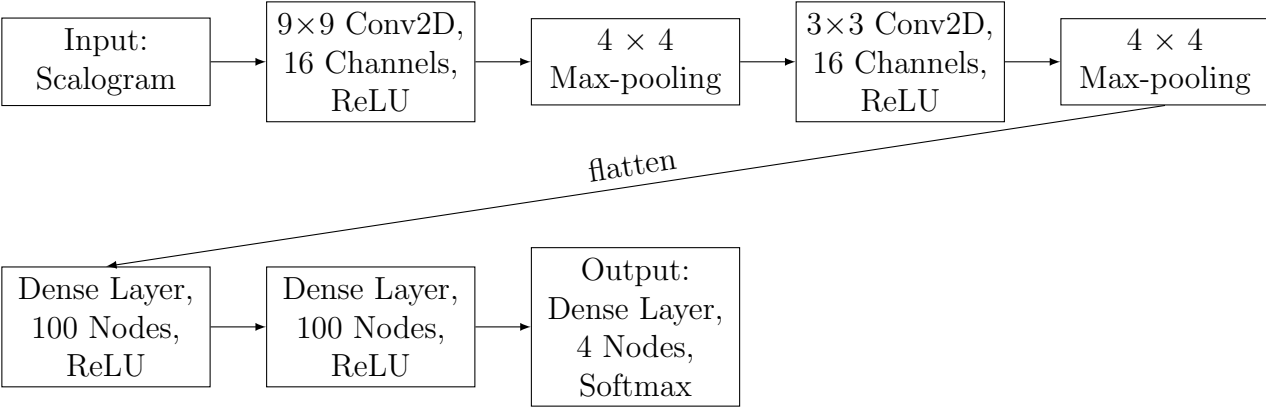 Input:
Scalogram
9×9 Conv2D,
16 Channels,
ReLU
4 × 4
Max-pooling
3×3 Conv2D,
16 Channels,
ReLU
4 × 4
Max-pooling
flatten
Dense Layer,
100 Nodes,
ReLU
Dense Layer,
100 Nodes,
ReLU
Output:
Dense Layer,
4 Nodes,
Softmax